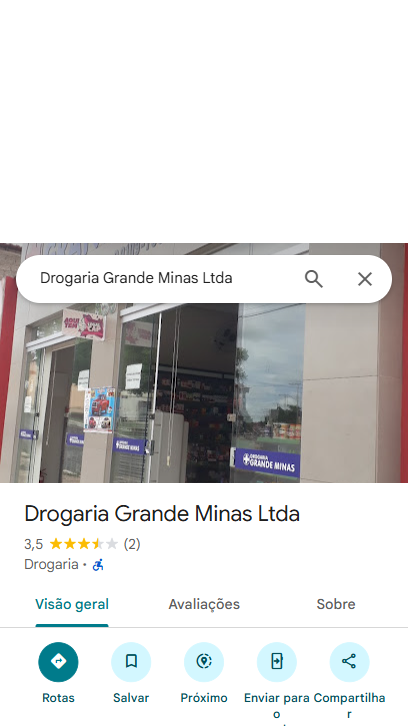 Drogaria Grande Minas Ltda
DROGARIA
GRANDE MINAS
Drogaria Grande Minas Ltda
3,5 (2)
Drogaria ·
Visão geral
Avaliações
Sobre
Rotas
Salvar
Próximo
Enviar para
o
Compartilha
r